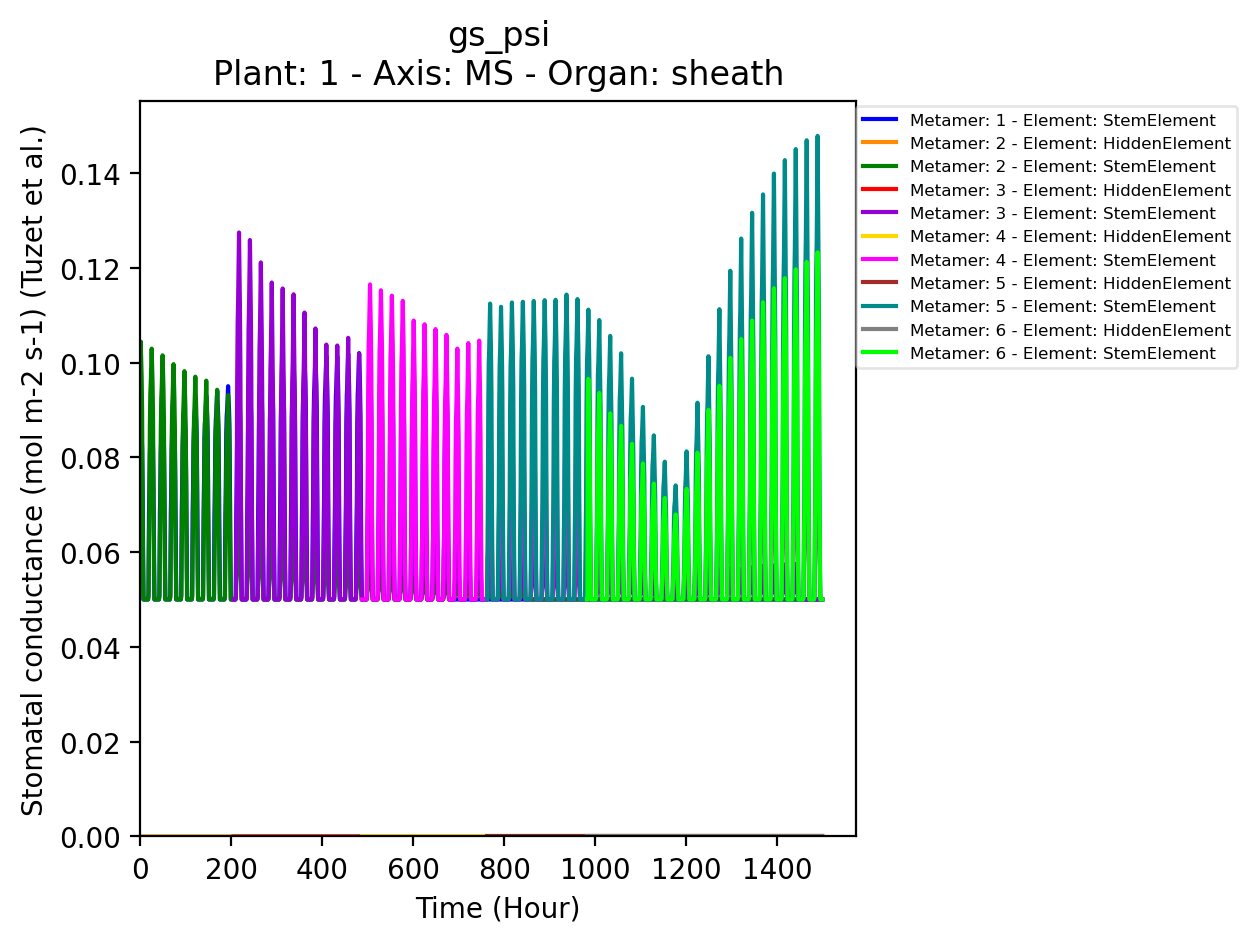 gs_psi
Plant: 1 - Axis: MS - Organ: sheath
Stomatal conductance (mol m-2 s-1) (Tuzet et al.)
0.14
0.12
0.10
0.08
0.06
0.04
0.02
0.00
0 200 400 600 800 1000 1200 1400
Time (Hour)
Metamer: 1 - Element: StemElement
Metamer: 2 - Element: HiddenElement
Metamer: 2 - Element: StemElement
Metamer: 3 - Element: HiddenElement
Metamer: 3 - Element: StemElement
Metamer: 4 - Element: HiddenElement
Metamer: 4 - Element: StemElement
Metamer: 5 - Element: HiddenElement
Metamer: 5 - Element: StemElement
Metamer: 6 - Element: HiddenElement
Metamer: 6 - Element: StemElement